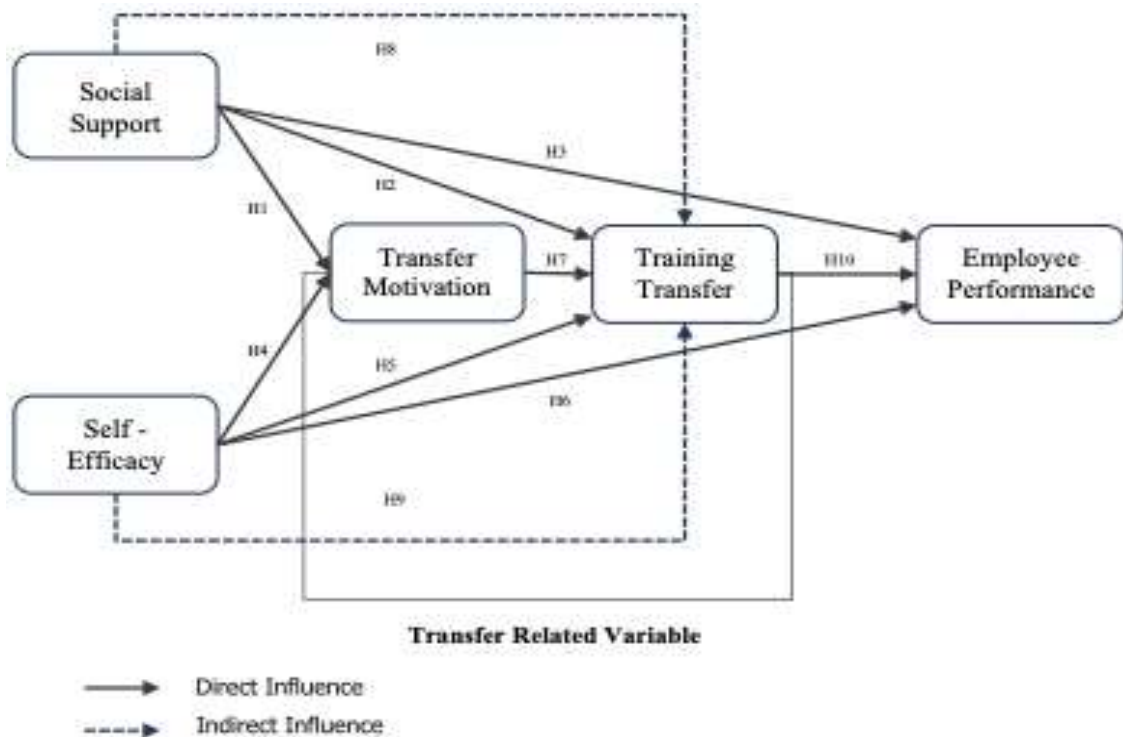 H8
Social
Support
H3
H2
H1
Transfer
Motivation
H7
Training
Transfer
H10
Employee
Performance
H4
H5
H6
Self -
Efficacy
H9
Transfer Related Variable
Direct Influence
Indirect Influence